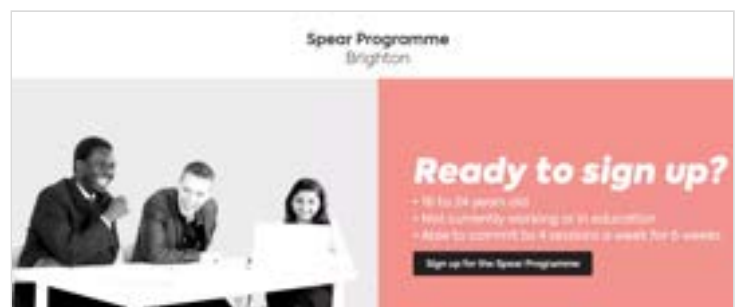 Spear Programme
Brighton
Ready to sign up?
• 16 to 24 years old
• Not currently working or in education
• Able to commit to 4 sessions a week for 6 weeks
Sign up for the Spear Programme